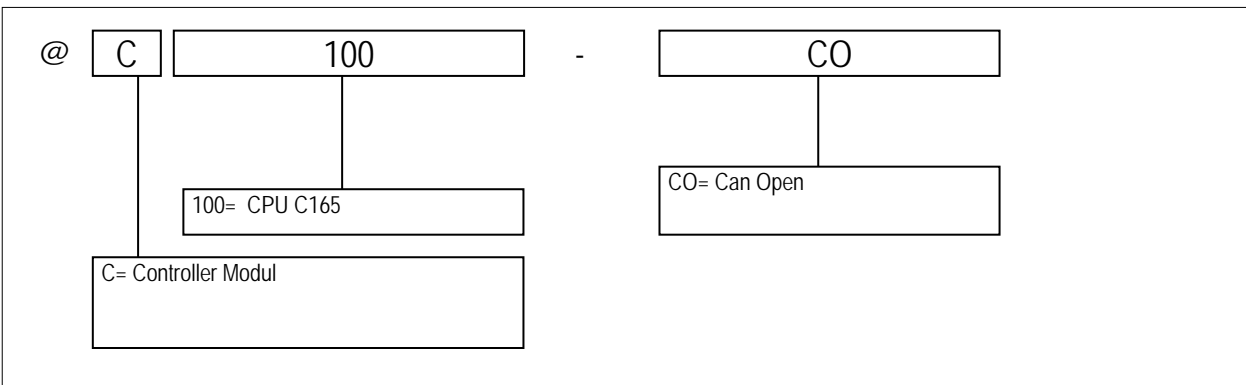 @ C 100 - CO
CO= Can Open
100= CPU C165
C= Controller Modul